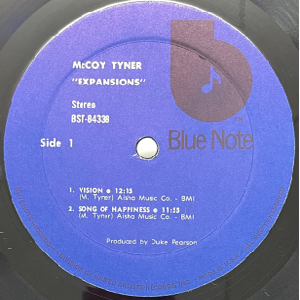 McCOY TYNER
"EXPANSIONS"
Stereo
BST-84338
Blue Note
Side 1
1. VISION ● 12:15
(M. Tyner) Aisha Music Co. - BMI
2. SONG OF HAPPINESS ● 11:55
(M. Tyner) Aisha Music Co. - BMI
Produced by Duke Pearson